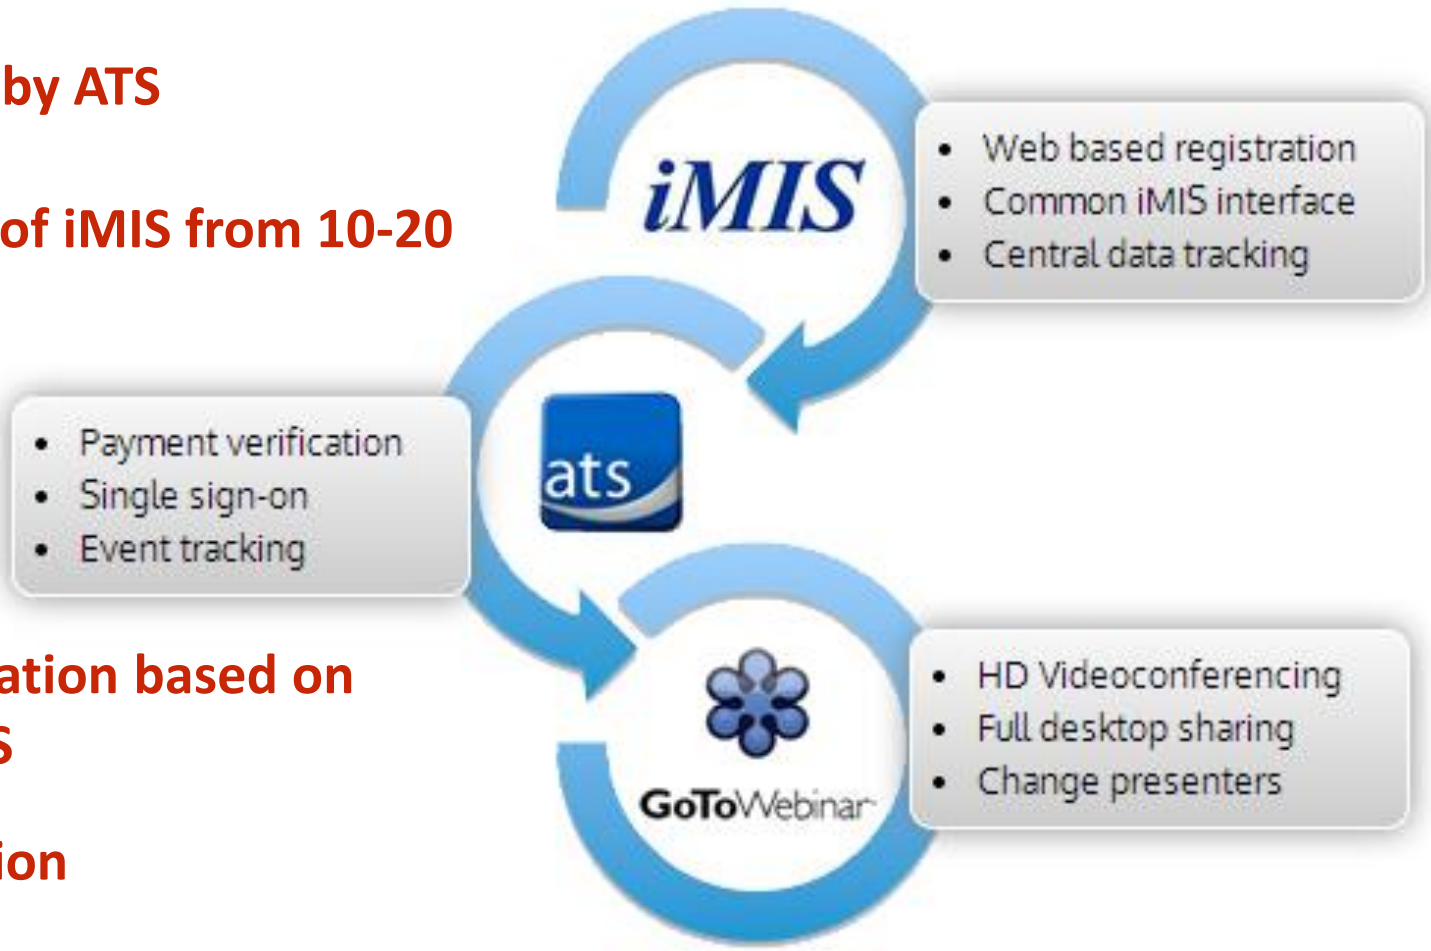 by ATS
of iMIS from 10-20
iMIS
• Web based registration
• Common iMIS interface
• Central data tracking
• Payment verification
• Single sign-on
• Event tracking
ats
ation based on
S
ion
GoToWebinar
• HD Videoconferencing
• Full desktop sharing
• Change presenters